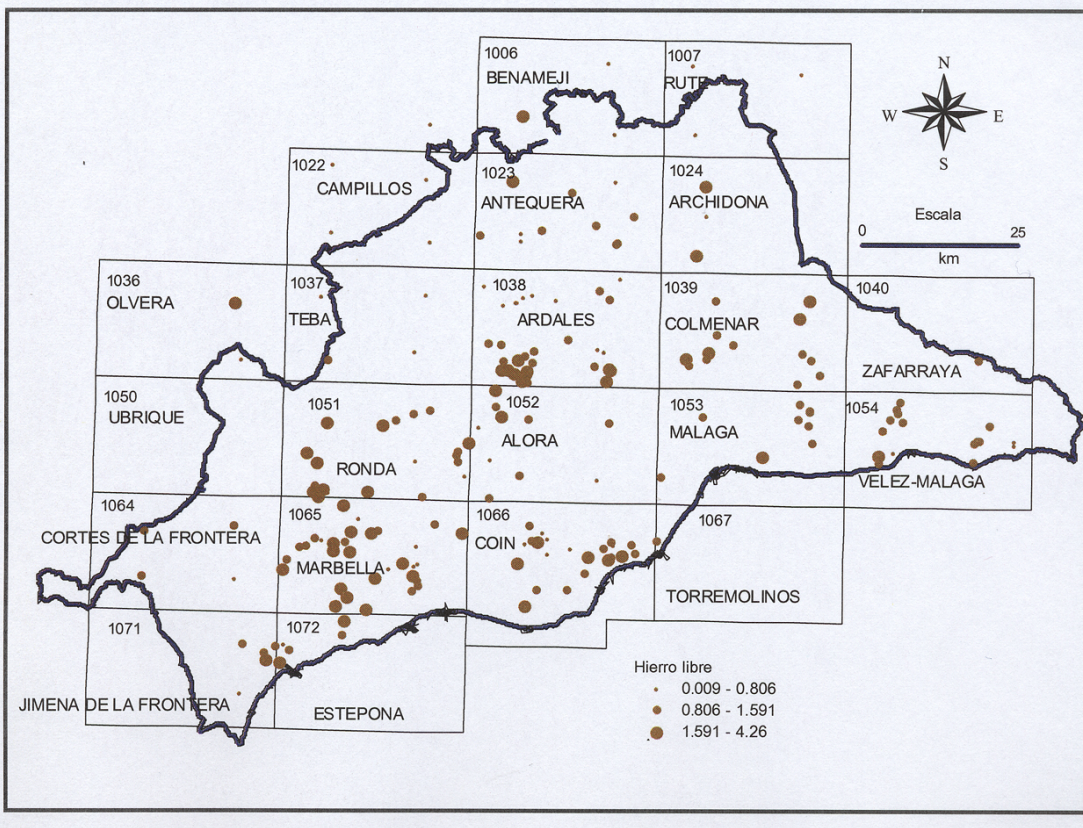 1006
BENAMEJI
1007
RUTE
N
W E
S
1022
CAMPILLOS
1023
ANTEQUERA
1024
ARCHIDONA
Escala
0 25
km
1036
OLVERA
1037
TEBA
1038
ARDALES
1039
COLMENAR
1040
ZAFARRAYA
1050
UBRIQUE
1051
RONDA
1052
ALORA
1053
MALAGA
1054
VELEZ-MALAGA
1064
CORTES DE LA FRONTERA
1065
MARBELLA
1066
COIN
1067
TORREMOLINOS
1071
JIMENA DE LA FRONTERA
1072
ESTEPONA
Hierro libre
0.009 - 0.806
0.806 - 1.591
1.591 - 4.26